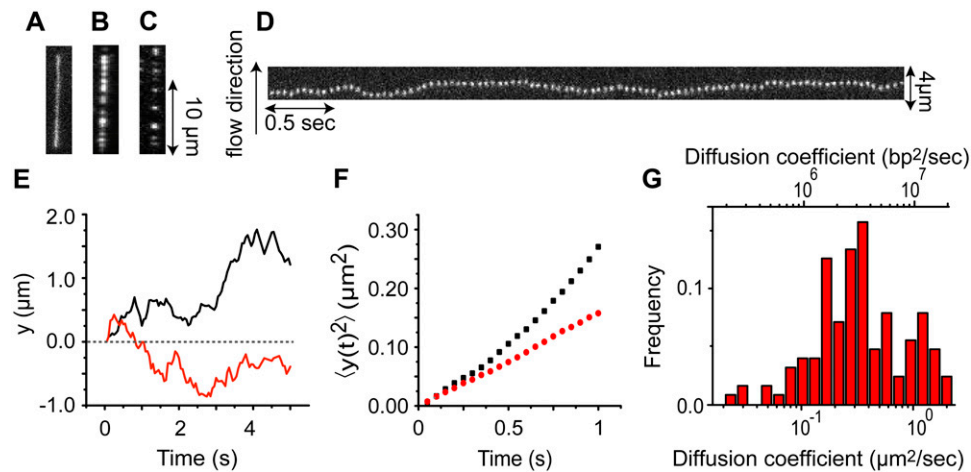 A
B
C
D
10 μm
flow direction
0.5 sec
4μm
E
2.0
1.0
0.0
-1.0
y (μm)
0
2
4
Time (s)
F
0.30
0.20
0.10
0.00
⟨y(t)²⟩ (μm²)
0
0.5
1
Time (s)
G
Diffusion coefficient (bp²/sec)
10⁶
10⁷
Frequency
0.1
0.0
10⁻¹
10⁰
Diffusion coefficient (μm²/sec)